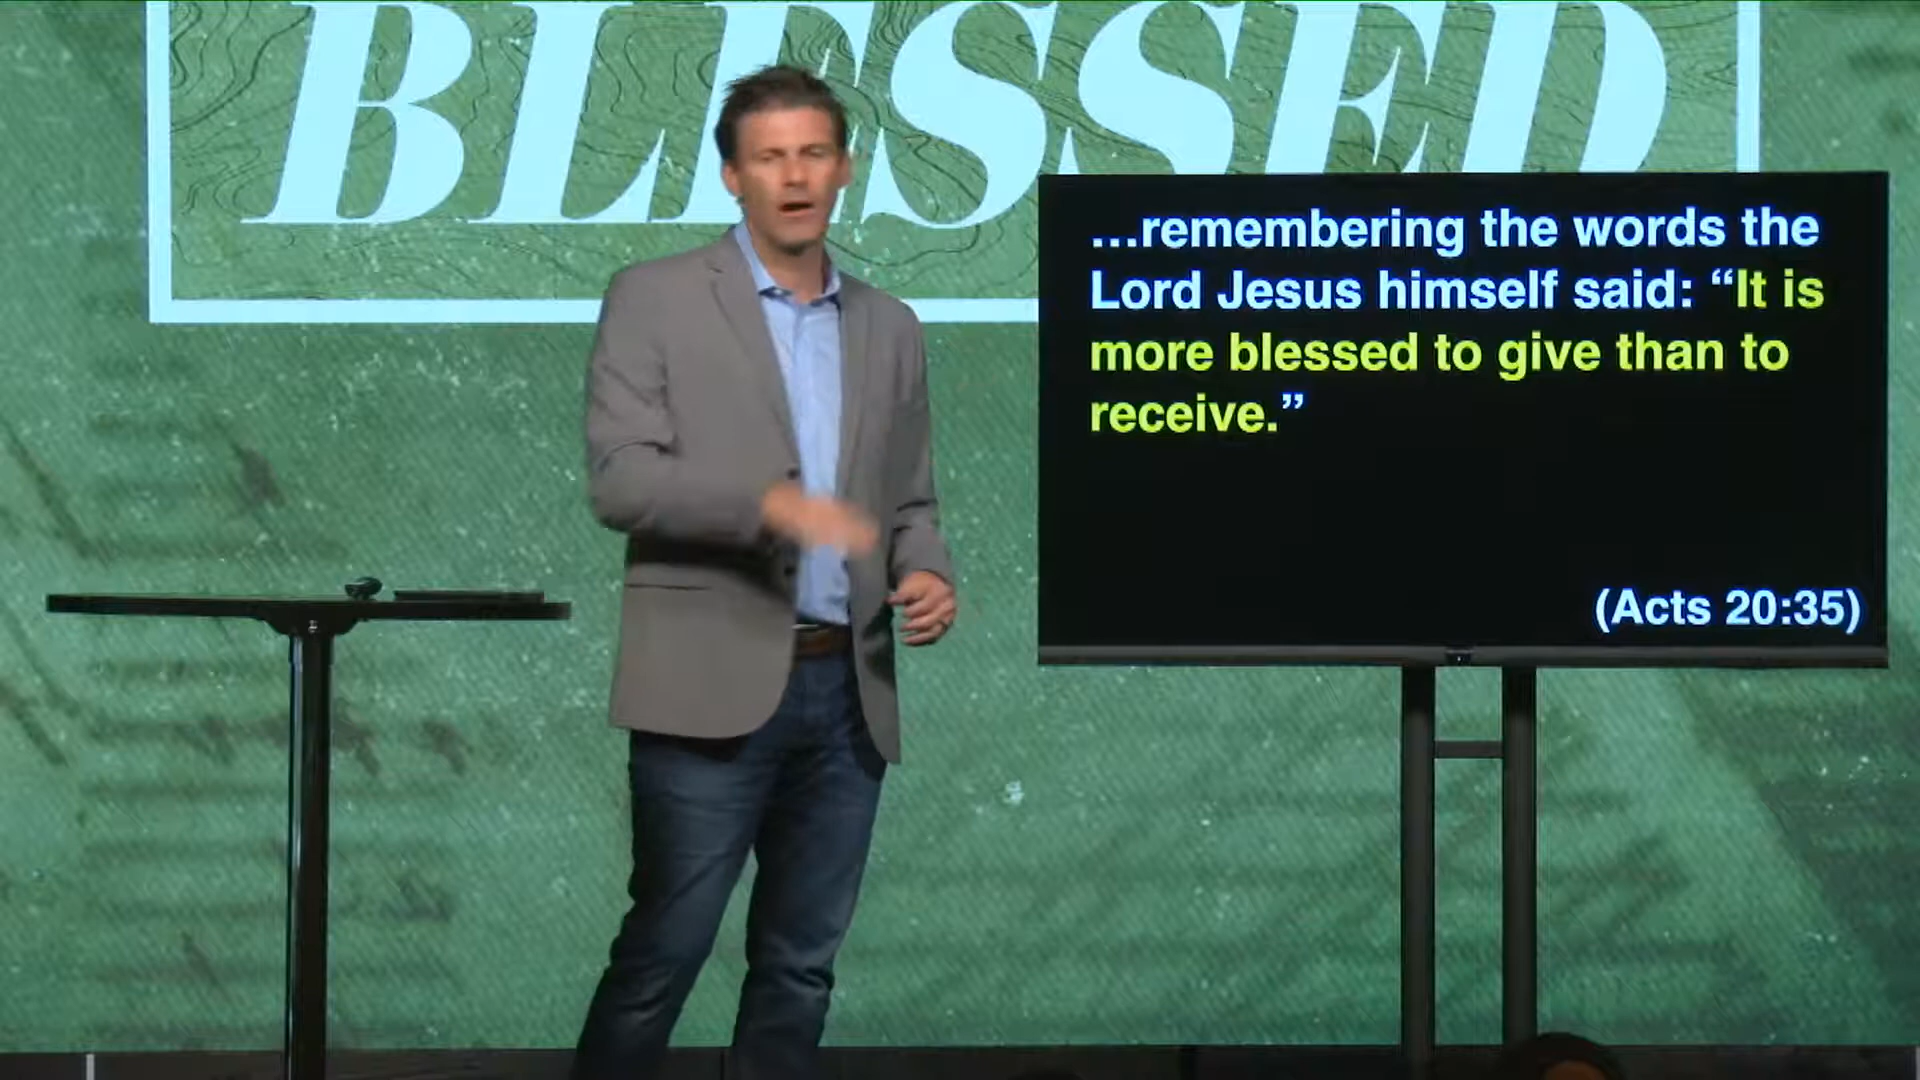 BLESSED
...remembering the words the
Lord Jesus himself said: “It is
more blessed to give than to
receive.”
(Acts 20:35)